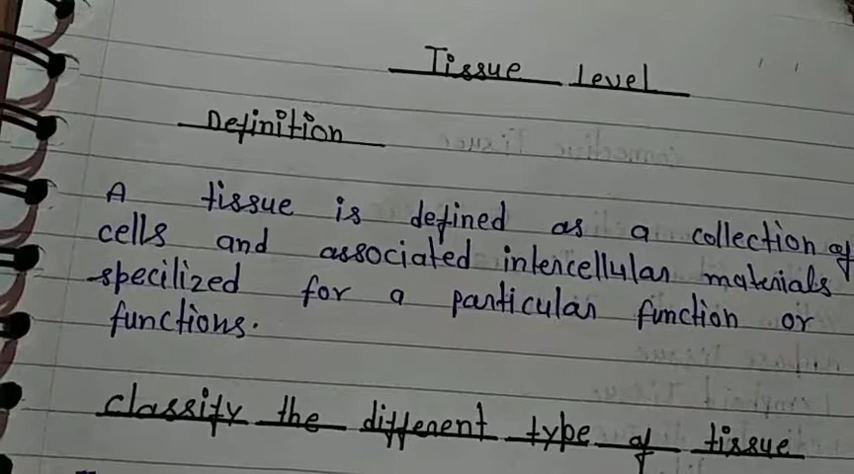 Tissue level
Definition
A tissue is defined as a collection of
cells and associated intercellular materials
specilized for a particular function or
functions.
classify the different type of tissue